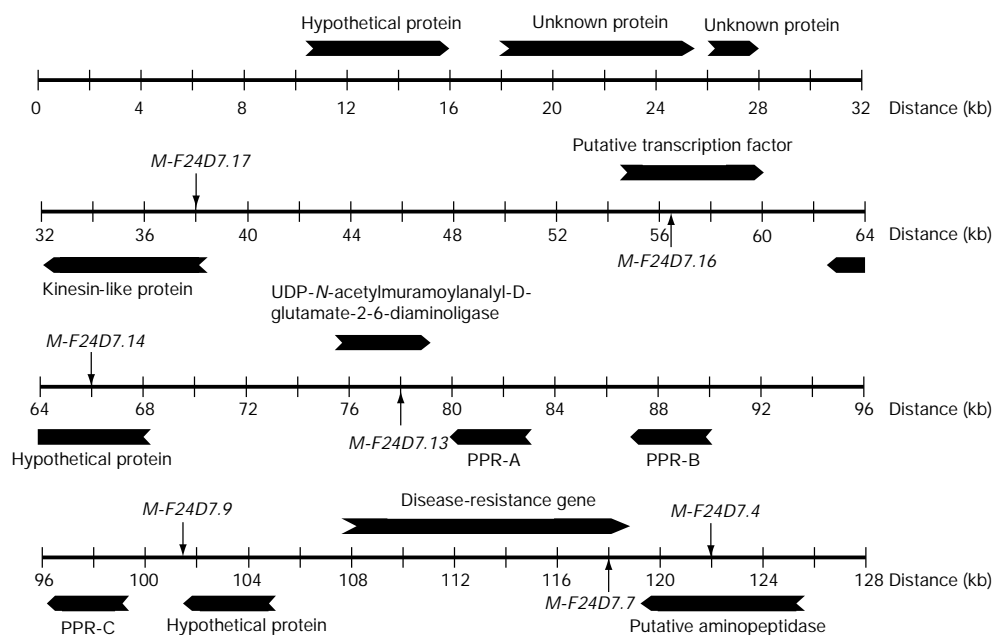 Hypothetical protein Unknown protein Unknown protein
0 4 8 12 16 20 24 28 32 Distance (kb)
Putative transcription factor
M-F24D7.17
32 36 40 44 48 52 56 60 64 Distance (kb)
M-F24D7.16
Kinesin-like protein
UDP-N-acetylmuramoylanalyl-D-
glutamate-2-6-diaminoligase
M-F24D7.14
64 68 72 76 80 84 88 92 96 Distance (kb)
M-F24D7.13
Hypothetical protein PPR-A PPR-B
Disease-resistance gene
M-F24D7.9 M-F24D7.4
96 100 104 108 112 116 120 124 128 Distance (kb)
M-F24D7.7
PPR-C Hypothetical protein Putative aminopeptidase